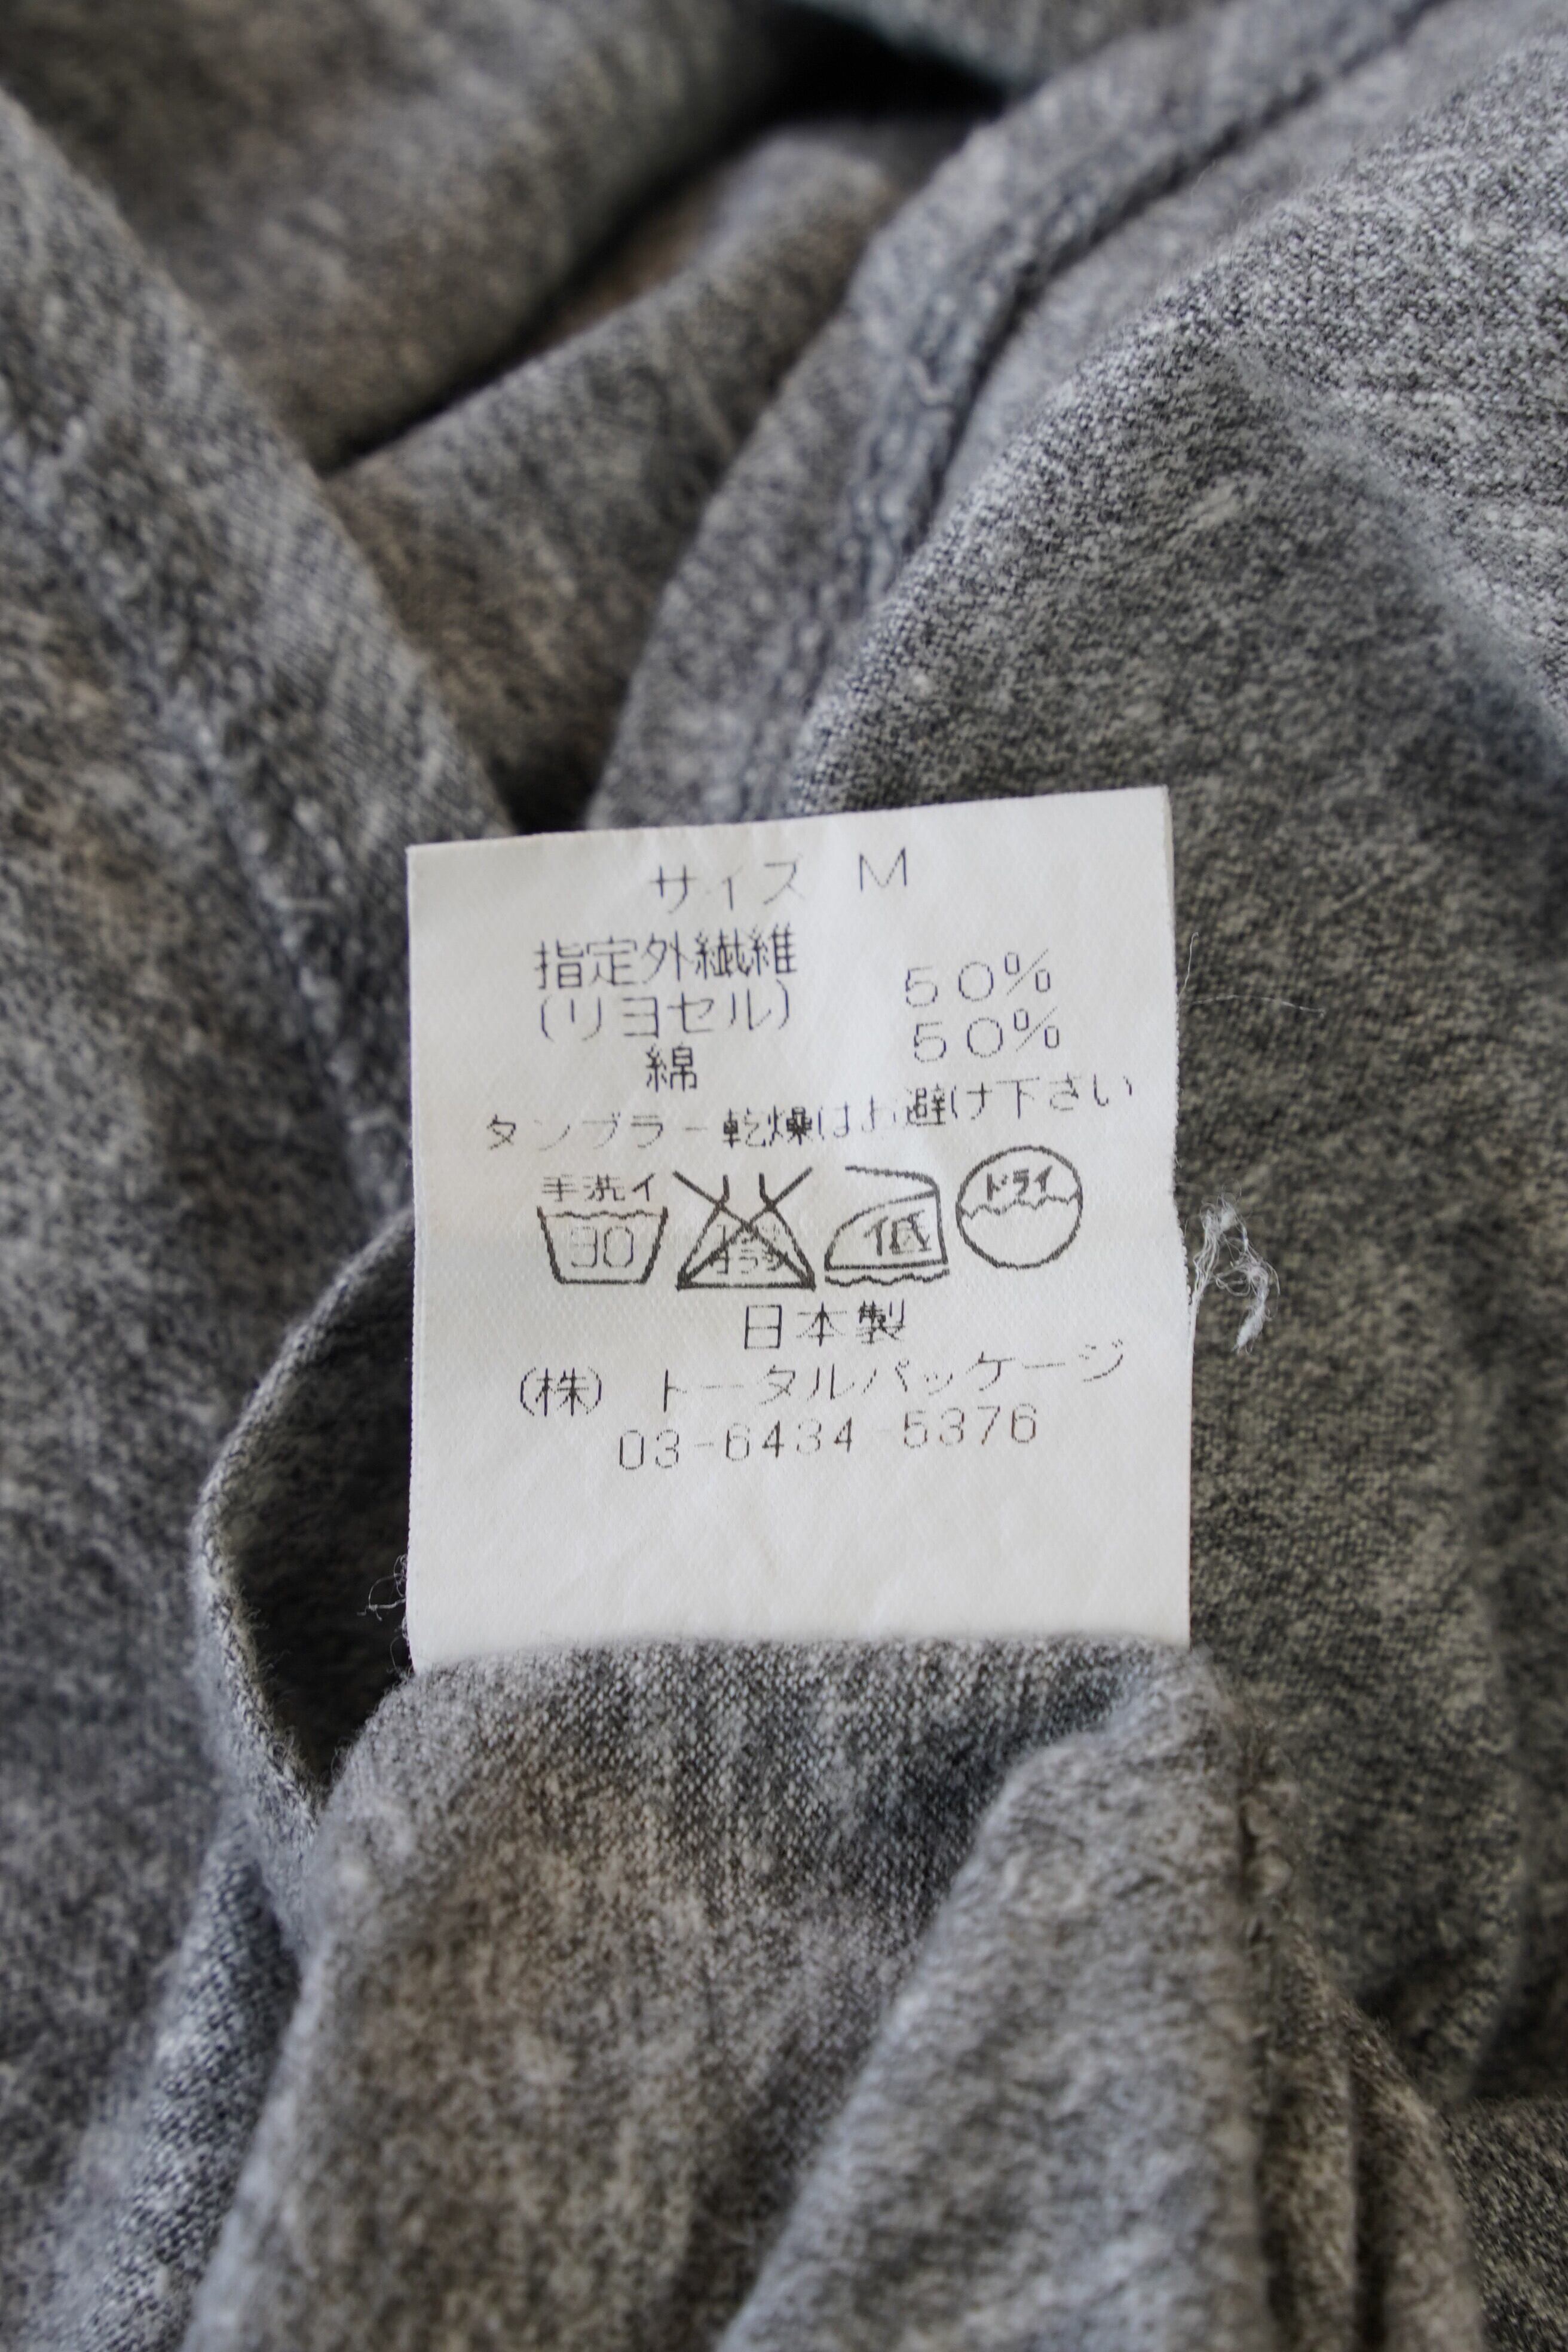 サイズ M
指定外繊維 50%
(リヨセル) 50%
綿
タンブラー乾燥はお避け下さい
手洗イ 30 低 ドライ
日本製
(株) トータルパッケージ
03-6434-5376